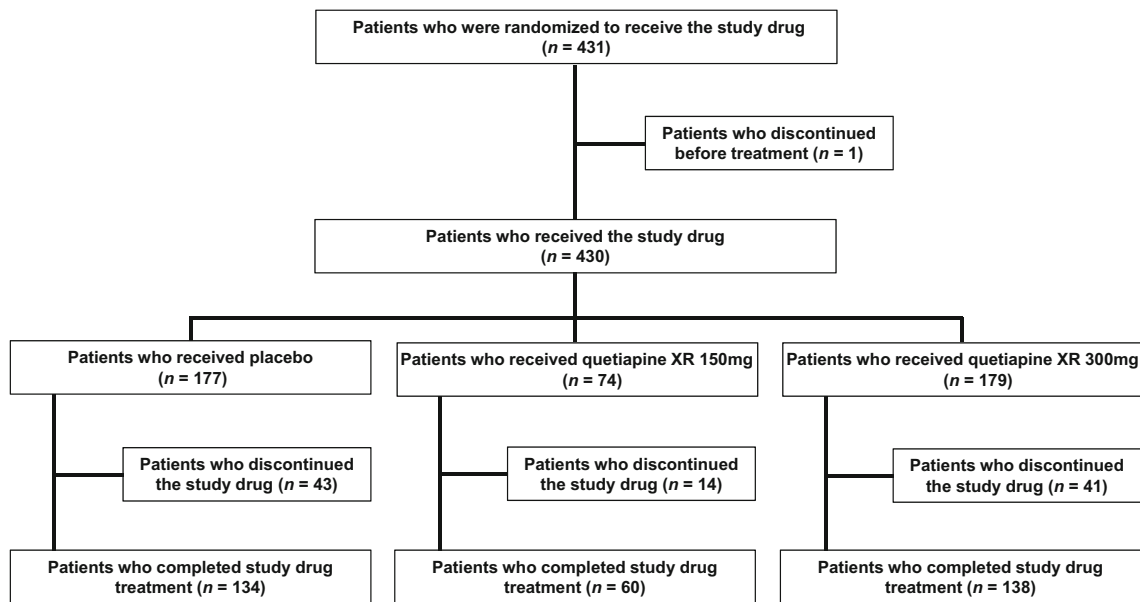 Patients who were randomized to receive the study drug
(n = 431)
Patients who discontinued
before treatment (n = 1)
Patients who received the study drug
(n = 430)
Patients who received placebo
(n = 177)
Patients who received quetiapine XR 150mg
(n = 74)
Patients who received quetiapine XR 300mg
(n = 179)
Patients who discontinued
the study drug (n = 43)
Patients who discontinued
the study drug (n = 14)
Patients who discontinued
the study drug (n = 41)
Patients who completed study drug
treatment (n = 134)
Patients who completed study drug
treatment (n = 60)
Patients who completed study drug
treatment (n = 138)